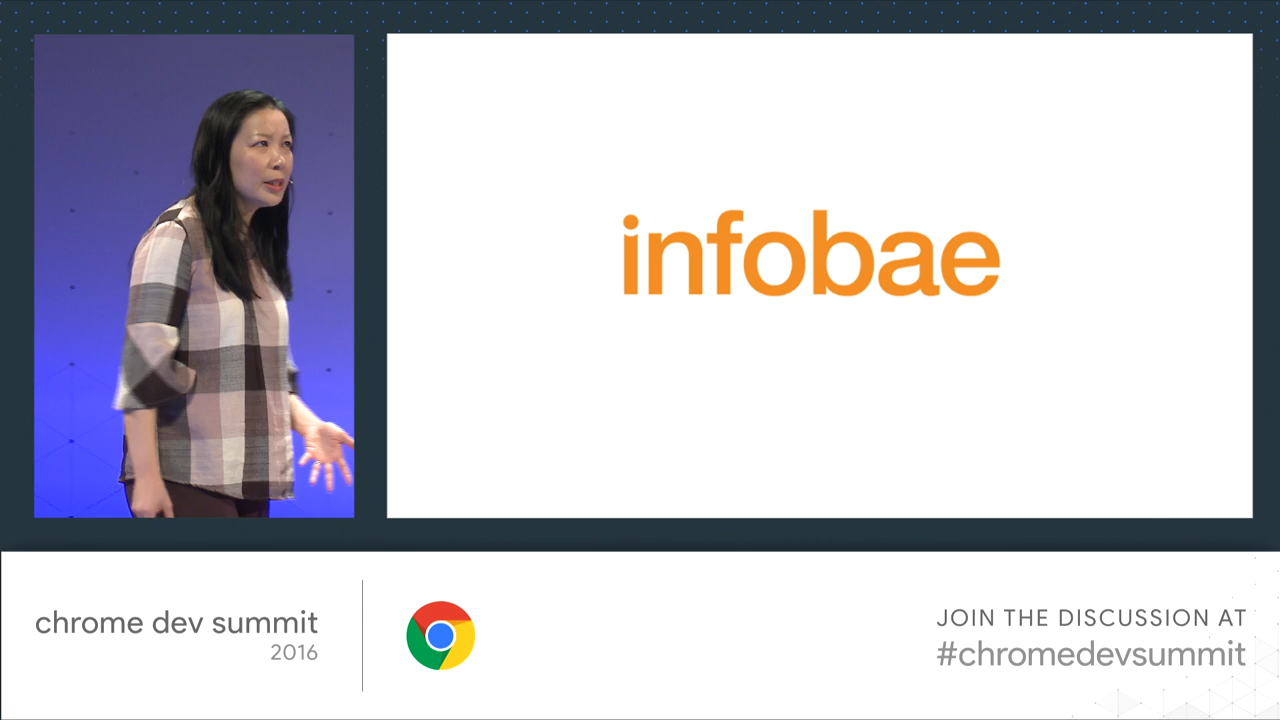 infobae
chrome dev summit
2016
JOIN THE DISCUSSION AT
#chromedevsummit